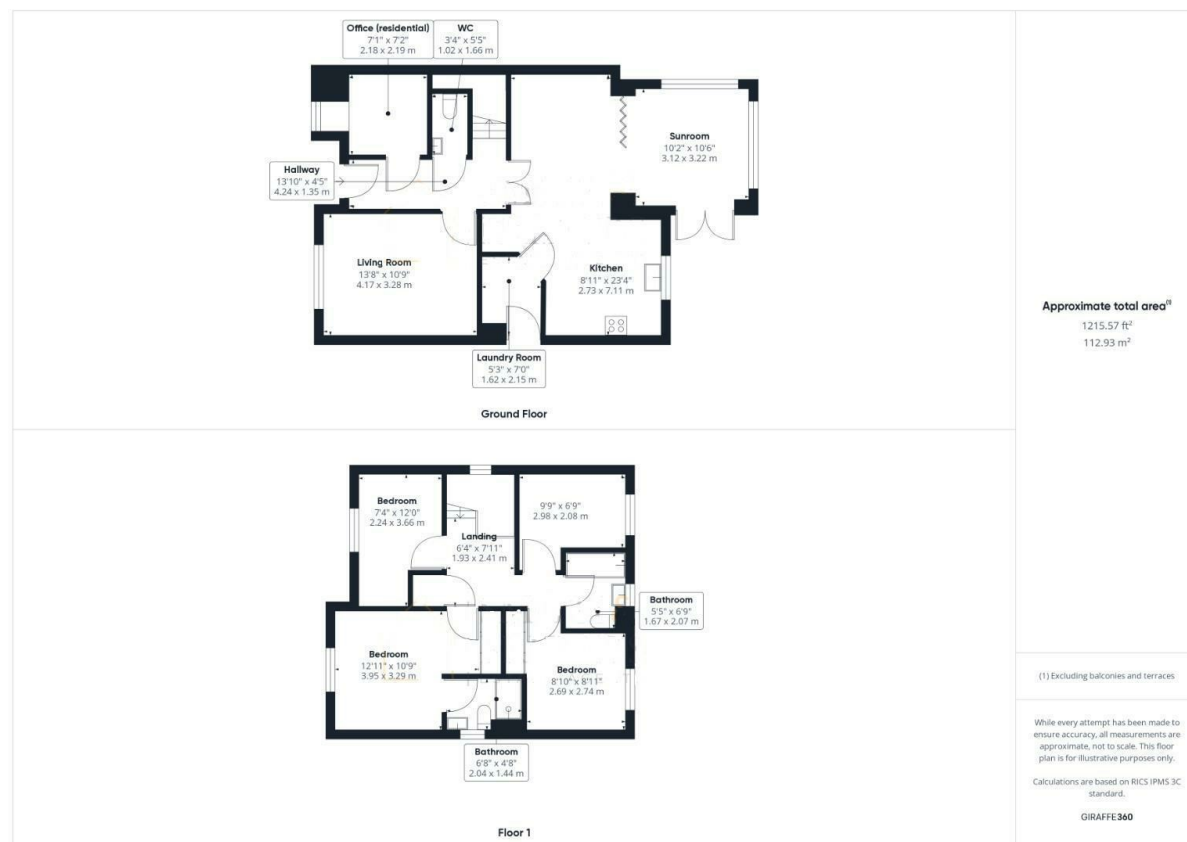 Office (residential)
7'1" x 7'2"
2.18 x 2.19 m
WC
3'4" x 5'5"
1.02 x 1.66 m
Sunroom
10'2" x 10'6"
3.12 x 3.22 m
Hallway
13'10" x 4'5"
4.24 x 1.35 m
Living Room
13'8" x 10'9"
4.17 x 3.28 m
Kitchen
8'11" x 23'4"
2.73 x 7.11 m
Laundry Room
5'3" x 7'0"
1.62 x 2.15 m
Ground Floor
Bedroom
7'4" x 12'0"
2.24 x 3.66 m
Landing
6'4" x 7'11"
1.93 x 2.41 m
9'9" x 6'9"
2.98 x 2.08 m
Bathroom
5'5" x 6'9"
1.67 x 2.07 m
Bedroom
12'11" x 10'9"
3.95 x 3.29 m
Bedroom
8'10" x 8'11"
2.69 x 2.74 m
Bathroom
6'8" x 4'8"
2.04 x 1.44 m
Floor 1
Approximate total area⁽¹⁾
1215.57 ft²
112.93 m²
(1) Excluding balconies and terraces
While every attempt has been made to
ensure accuracy, all measurements are
approximate, not to scale. This floor
plan is for illustrative purposes only.
Calculations are based on RICS IPMS 3C
standard.
GIRAFFE360